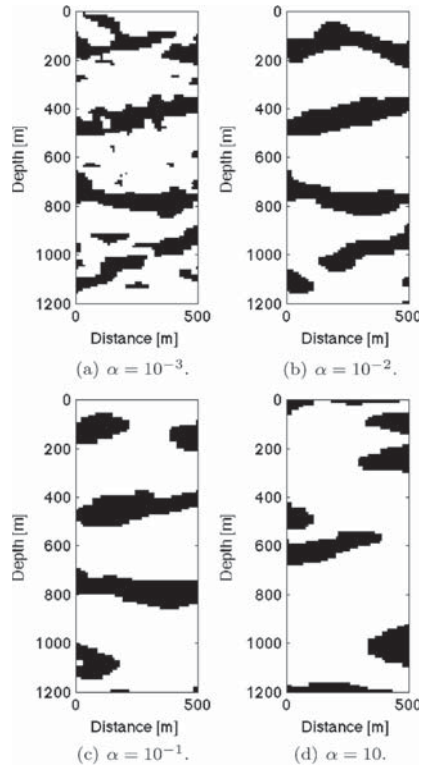 0
200
400
600
800
1000
1200
Depth [m]
0 500
Distance [m]
(a) α = 10⁻³.
0
200
400
600
800
1000
1200
Depth [m]
0 500
Distance [m]
(b) α = 10⁻².
0
200
400
600
800
1000
1200
Depth [m]
0 500
Distance [m]
(c) α = 10⁻¹.
0
200
400
600
800
1000
1200
Depth [m]
0 500
Distance [m]
(d) α = 10.